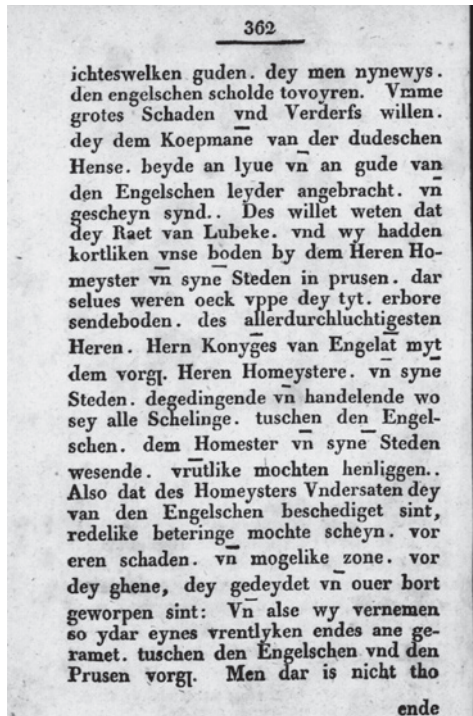 362
ichteswelken guden. dey men nynewys.
den engelschen scholde tovoyren. Vmme
grotes Schaden vnd Verderfs willen.
dey dem Koepman̄e van der dudeschen
Hense. beyde an lyue vn̄ an gude van
den Engelschen leyder angebracht. vn̄
gescheyn synd.. Des willet weten dat
dey Raet van Lubeke. vnd wy hadden
kortliken vnse boden by dem Heren Ho-
meyster vn̄ syne Steden in prusen. dar
selues weren oeck vppe dey tyt. erbore
sendeboden. des allerdurchluchtigesten
Heren. Hern Konyges van Engelāt myt
dem vorgꝭ. Heren Homeystere. vn̄ syne
Steden. degedingende vn̄ handelende wo
sey alle Schelinge. tuschen den Engel-
schen. dem Homester vn̄ syne Steden
wesende. vrutlike mochten henliggen..
Also dat des Homeysters Vndersaten dey
van den Engelschen beschediget sint,
redelike beteringe mochte scheyn. vor
eren schaden. vn̄ mogelike zone. vor
dey ghene, dey gedeydet vn̄ ouer bort
geworpen sint: Vn̄ alse wy vernemen
so ydar eynes vrentlyken endes ane ge-
ramet. tuschen den Engelschen vnd den
Prusen vorgꝭ. Men dar is nicht tho
ende